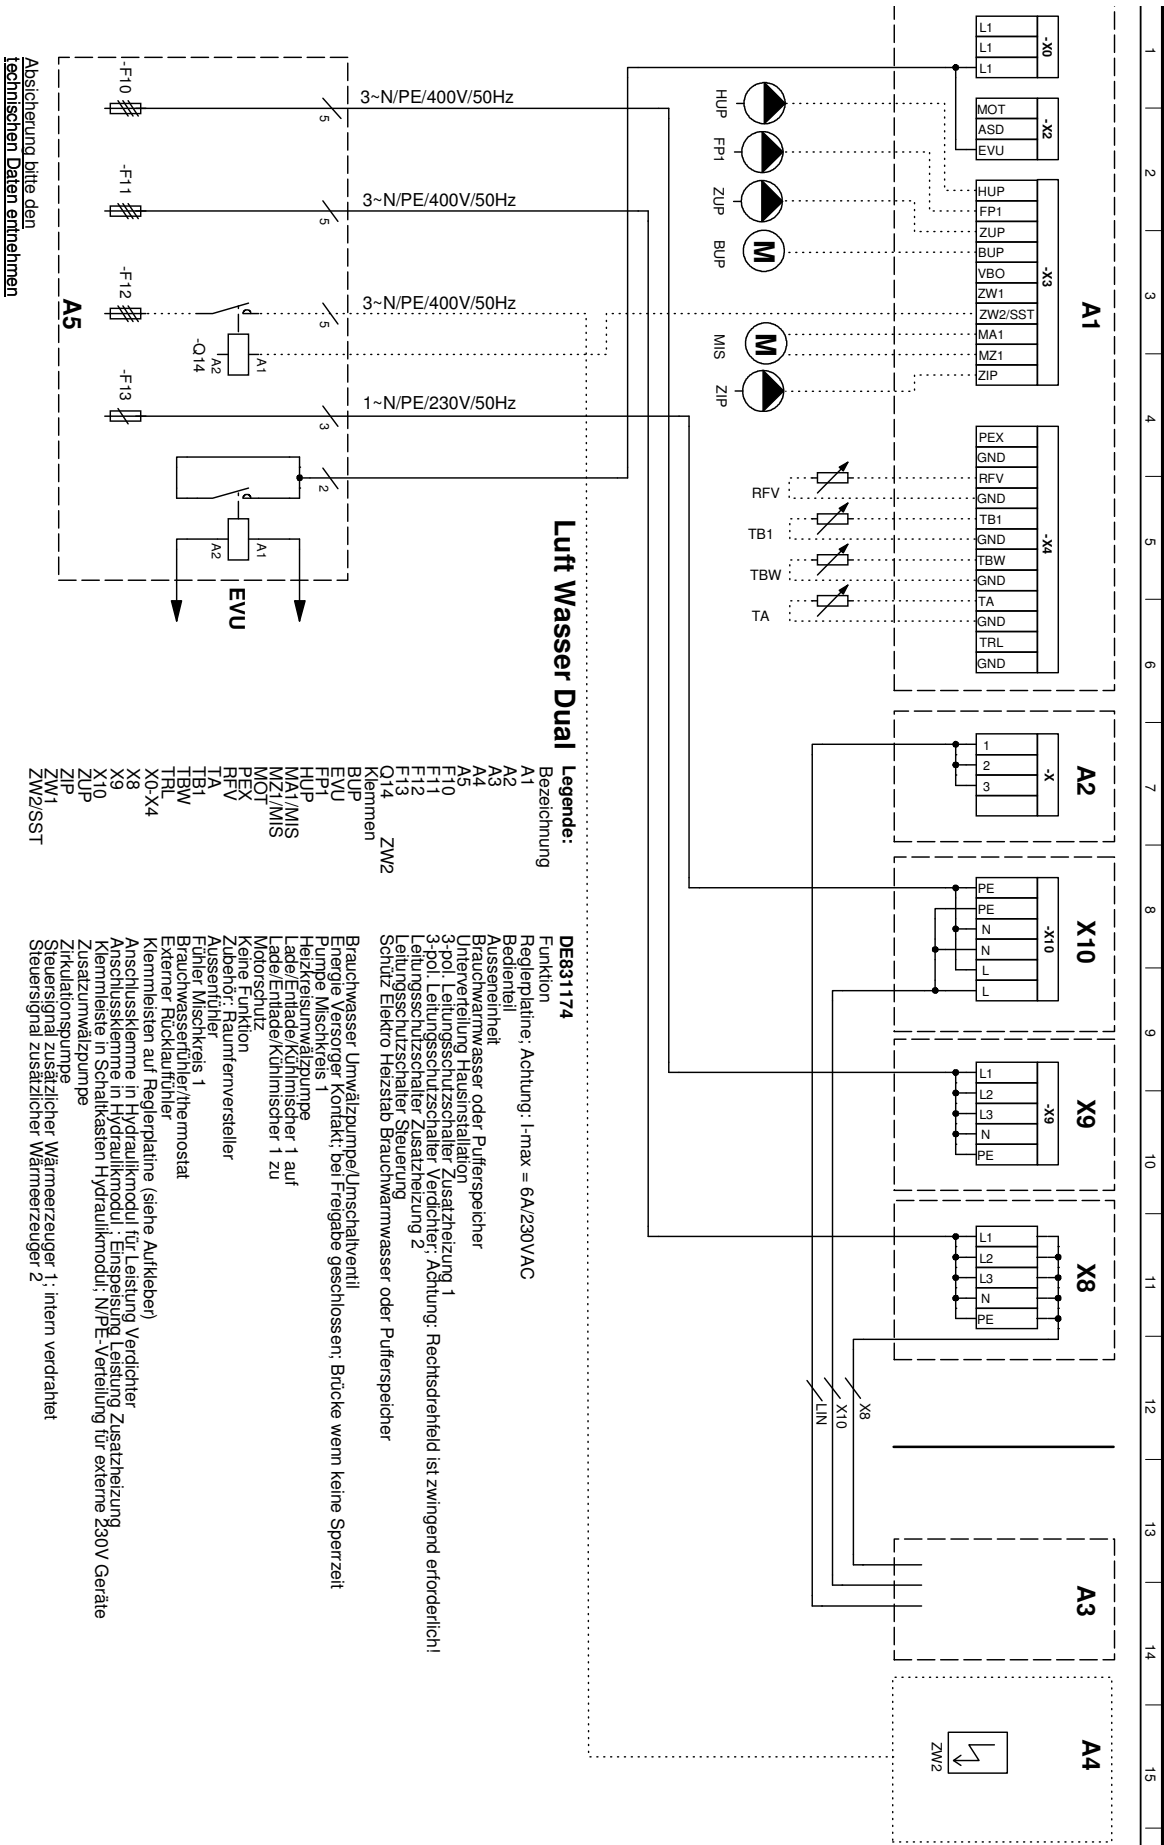 1 2 3 4 5 6 7 8 9 10 11 12 13 14 15
A1
-X0
L1
L1
L1
-X2
MOT
ASD
EVU
-X3
HUP
FP1
ZUP
BUP
VBO
ZW1
ZW2/SST
MA1
MZ1
ZIP
-X4
PEX
GND
RFV
GND
TB1
GND
TBW
GND
TA
GND
TRL
GND
A2
-X
1
2
3
X10
-X10
PE
PE
N
N
L
L
X9
-X9
L1
L2
L3
N
PE
X8
L1
L2
L3
N
PE
A3
A4
ZW2
HUP
FP1
ZUP
BUP
M
MIS
M
ZIP
RFV
TB1
TBW
TA
X8
X10
LIN
3~N/PE/400V/50Hz
3~N/PE/400V/50Hz
3~N/PE/400V/50Hz
1~N/PE/230V/50Hz
5
5
5
3
2
-F10
-F11
-F12
-F13
-Q14
A1
A2
A1
A2
A5
EVU
Absicherung bitte den
technischen Daten entnehmen
Luft Wasser Dual
Legende: DE831174
Bezeichnung Funktion
A1 Reglerplatine; Achtung: I-max = 6A/230VAC
A2 Bedienteil
A3 Ausseneinheit
A4 Brauchwarmwasser oder Pufferspeicher
A5 Unterverteilung Hausinstallation
F10 3-pol. Leitungsschutzschalter Zusatzheizung 1
F11 3-pol. Leitungsschutzschalter Verdichter; Achtung: Rechtsdrehfeld ist zwingend erforderlich!
F12 Leitungsschutzschalter Zusatzheizung 2
F13 Leitungsschutzschalter Steuerung
Q14 ZW2 Schütz Elektro Heizstab Brauchwarmwasser oder Pufferspeicher
Klemmen
BUP Brauchwasser Umwälzpumpe/Umschaltventil
EVU Energie Versorger Kontakt; bei Freigabe geschlossen; Brücke wenn keine Sperrzeit
FP1 Pumpe Mischkreis 1
HUP Heizkreisumwälzpumpe
MA1/MIS Lade/Entlade/Kühlmischer 1 auf
MZ1/MIS Lade/Entlade/Kühlmischer 1 zu
MOT Motorschutz
PEX Keine Funktion
RFV Zubehör: Raumfernversteller
TA Aussenfühler
TB1 Fühler Mischkreis 1
TBW Brauchwasserfühler/thermostat
TRL Externer Rücklauffühler
X0-X4 Klemmleisten auf Reglerplatine (siehe Aufkleber)
X8 Anschlussklemme in Hydraulikmodul für Leistung Verdichter
X9 Anschlussklemme in Hydraulikmodul ; Einspeisung Leistung Zusatzheizung
X10 Klemmleiste in Schaltkasten Hydraulikmodul; N/PE-Verteilung für externe 230V Geräte
ZUP Zusatzumwälzpumpe
ZIP Zirkulationspumpe
ZW1 Steuersignal zusätzlicher Wärmeerzeuger 1; intern verdrahtet
ZW2/SST Steuersignal zusätzlicher Wärmeerzeuger 2